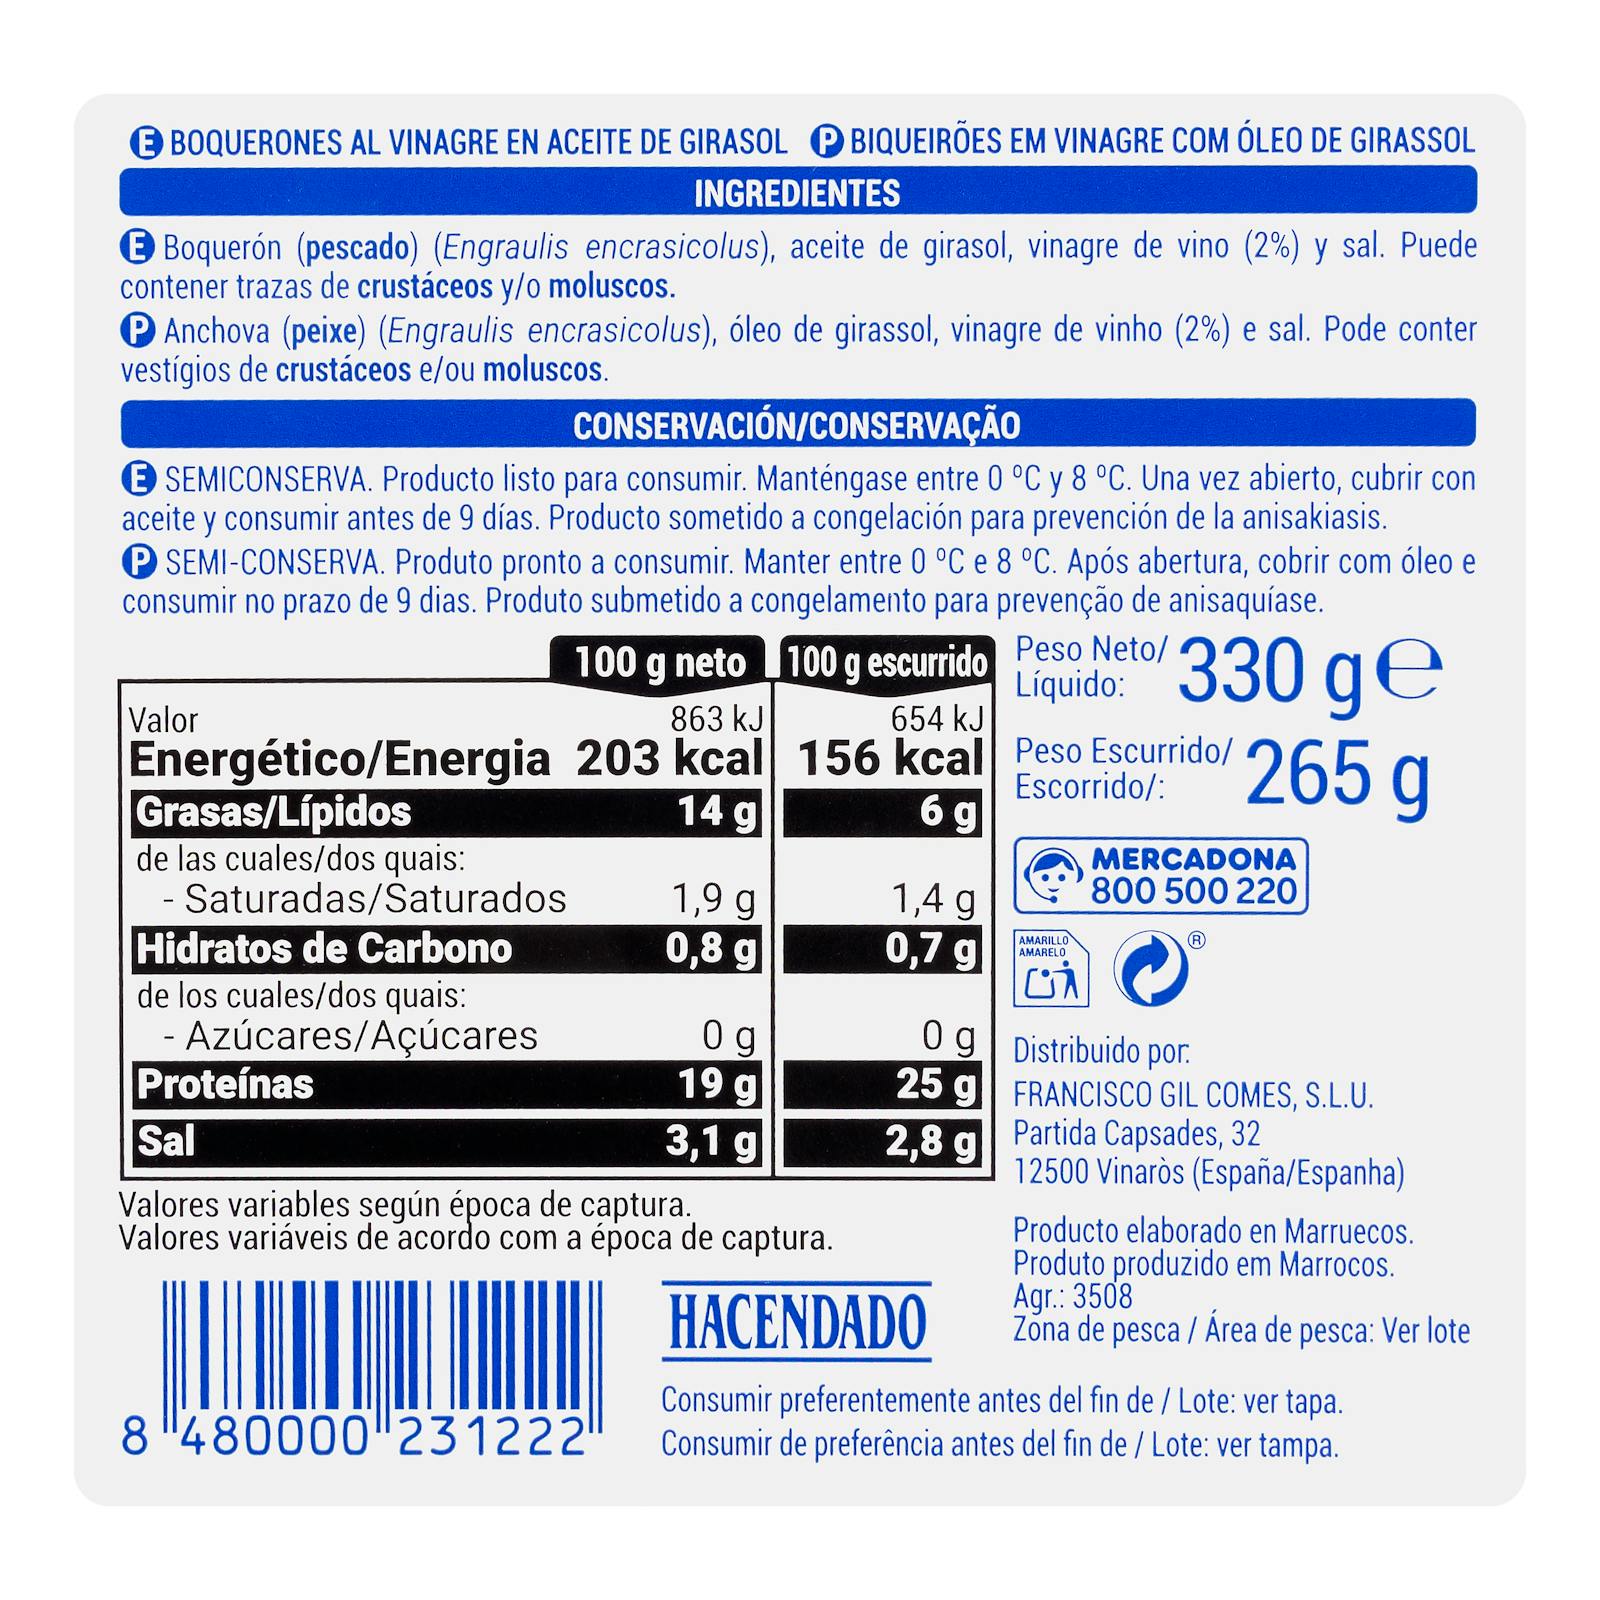 E BOQUERONES AL VINAGRE EN ACEITE DE GIRASOL P BIQUEIRÕES EM VINAGRE COM ÓLEO DE GIRASSOL
INGREDIENTES
E Boquerón (pescado) (Engraulis encrasicolus), aceite de girasol, vinagre de vino (2%) y sal. Puede
contener trazas de crustáceos y/o moluscos.
P Anchova (peixe) (Engraulis encrasicolus), óleo de girassol, vinagre de vinho (2%) e sal. Pode conter
vestígios de crustáceos e/ou moluscos.
CONSERVACIÓN/CONSERVAÇÃO
E SEMICONSERVA. Producto listo para consumir. Manténgase entre 0 ºC y 8 ºC. Una vez abierto, cubrir con
aceite y consumir antes de 9 días. Producto sometido a congelación para prevención de la anisakiasis.
P SEMI-CONSERVA. Produto pronto a consumir. Manter entre 0 ºC e 8 ºC. Após abertura, cobrir com óleo e
consumir no prazo de 9 dias. Produto submetido a congelamento para prevenção de anisaquíase.
100 g neto 100 g escurrido
Valor 863 kJ 654 kJ
Energético/Energia 203 kcal 156 kcal
Grasas/Lípidos 14 g 6 g
de las cuales/dos quais:
- Saturadas/Saturados 1,9 g 1,4 g
Hidratos de Carbono 0,8 g 0,7 g
de los cuales/dos quais:
- Azúcares/Açúcares 0 g 0 g
Proteínas 19 g 25 g
Sal 3,1 g 2,8 g
Valores variables según época de captura.
Valores variáveis de acordo com a época de captura.
Peso Neto/ 330 g e
Líquido:
Peso Escurrido/ 265 g
Escorrido/:
MERCADONA
800 500 220
AMARILLO
AMARELO
®
Distribuido por:
FRANCISCO GIL COMES, S.L.U.
Partida Capsades, 32
12500 Vinaròs (España/Espanha)
Producto elaborado en Marruecos.
Produto produzido em Marrocos.
Agr.: 3508
Zona de pesca / Área de pesca: Ver lote
8 480000 231222
HACENDADO
Consumir preferentemente antes del fin de / Lote: ver tapa.
Consumir de preferência antes del fin de / Lote: ver tampa.